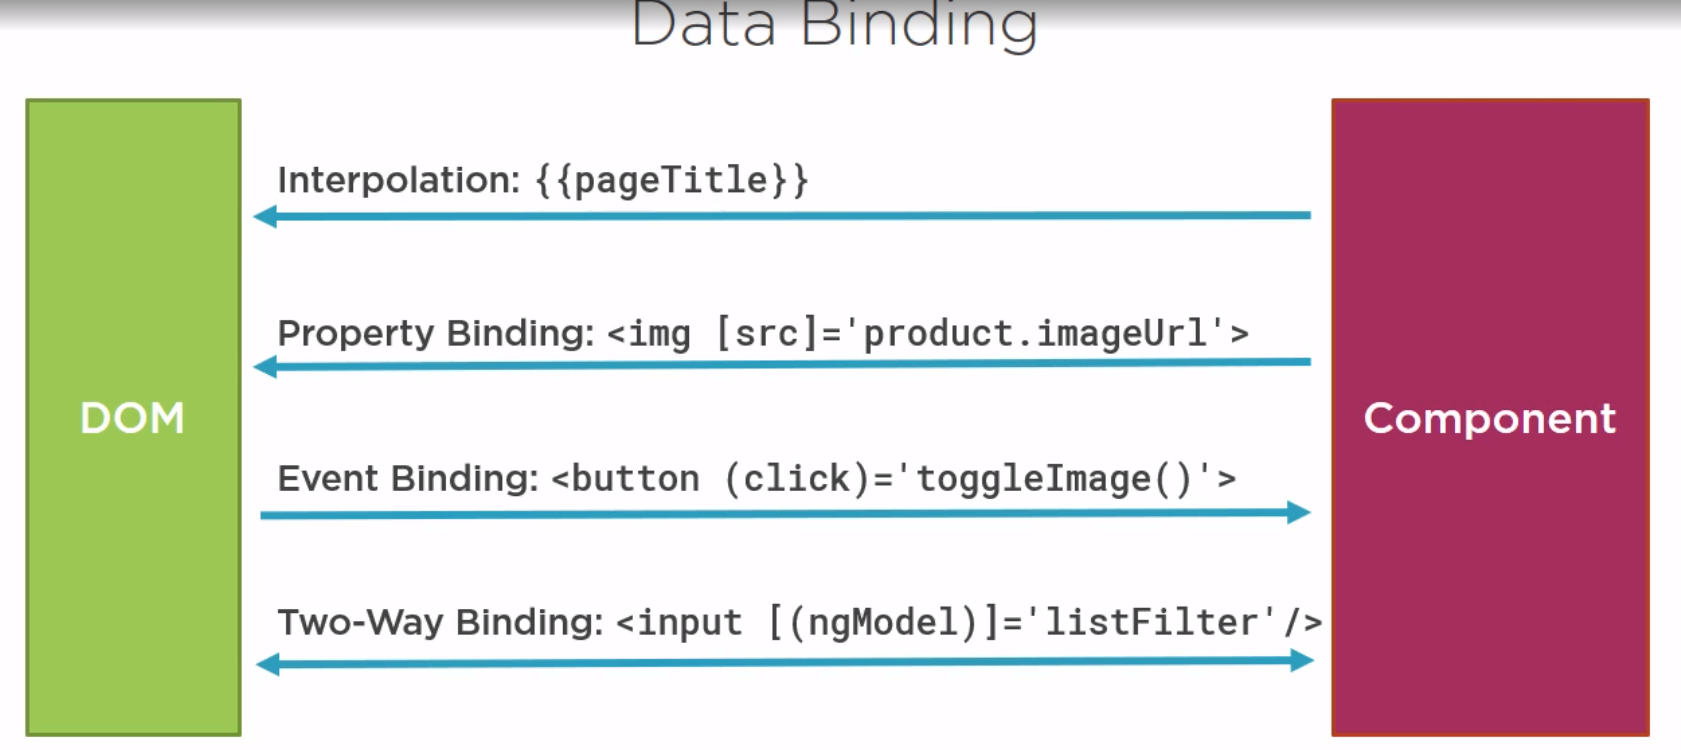 Data Binding
Interpolation: {{pageTitle}}
Property Binding: <img [src]='product.imageUrl'>
DOM
Component
Event Binding: <button (click)='toggleImage()'>
Two-Way Binding: <input [(ngModel)]='listFilter'/>